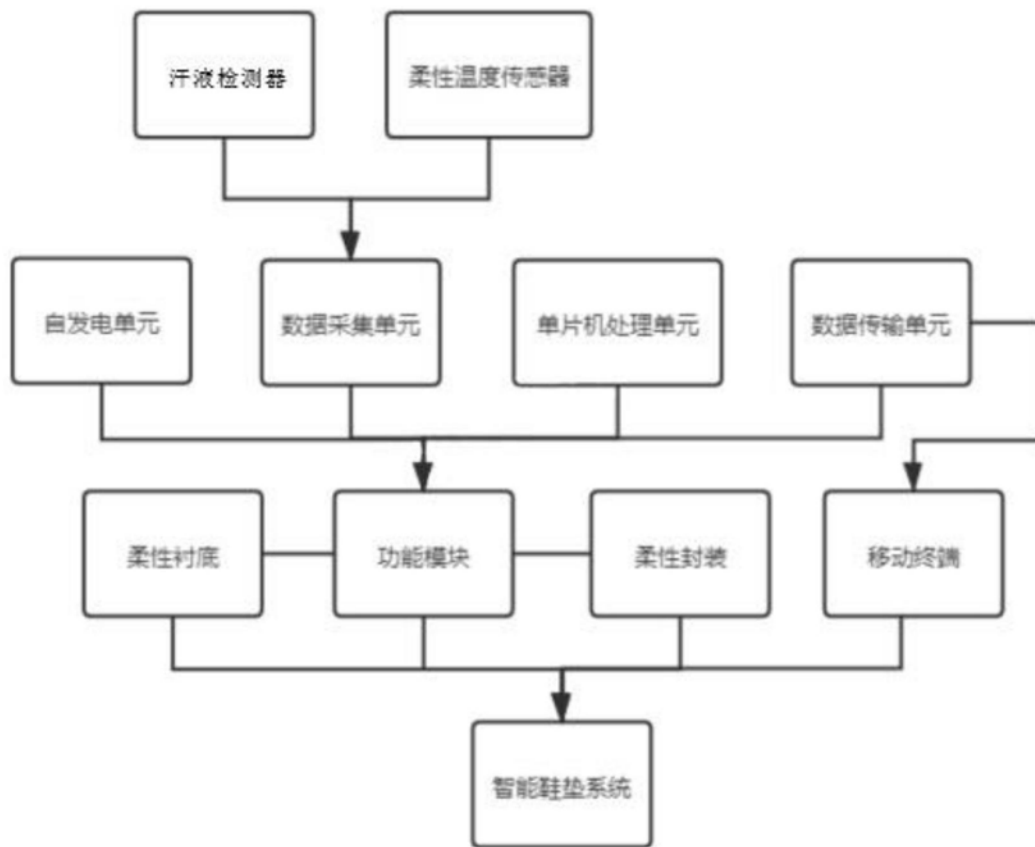 汗液检测器
柔性温度传感器
自发电单元
数据采集单元
单片机处理单元
数据传输单元
柔性衬底
功能模块
柔性封装
移动终端
智能鞋垫系统